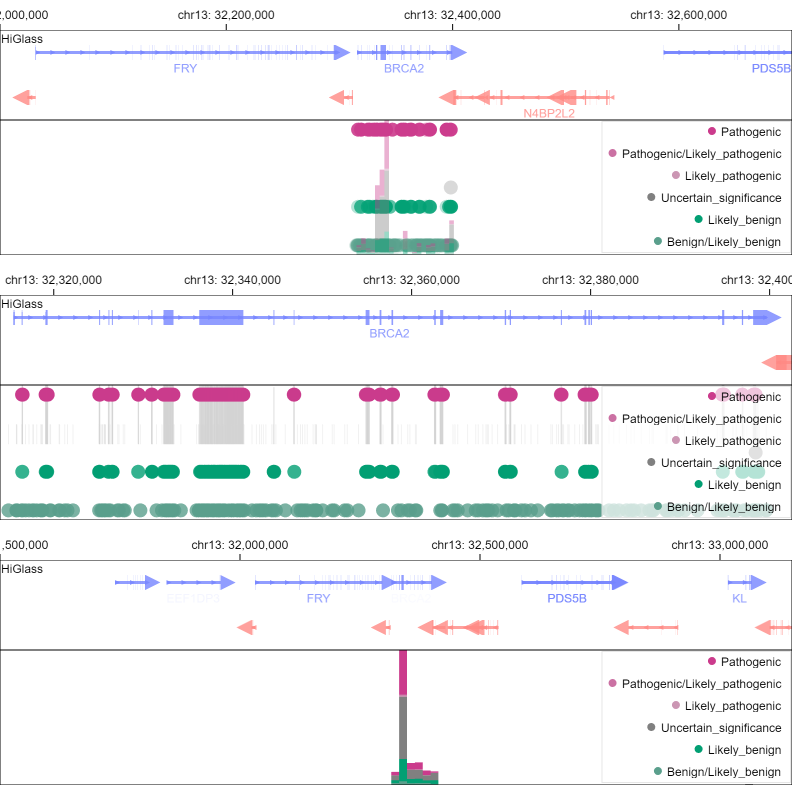 2,000,000 chr13: 32,200,000 chr13: 32,400,000 chr13: 32,600,000
HiGlass
FRY BRCA2 PDS5B
N4BP2L2
Pathogenic
Pathogenic/Likely_pathogenic
Likely_pathogenic
Uncertain_significance
Likely_benign
Benign/Likely_benign
chr13: 32,320,000 chr13: 32,340,000 chr13: 32,360,000 chr13: 32,380,000 chr13: 32,400
HiGlass
BRCA2
Pathogenic
Pathogenic/Likely_pathogenic
Likely_pathogenic
Uncertain_significance
Likely_benign
Benign/Likely_benign
,500,000 chr13: 32,000,000 chr13: 32,500,000 chr13: 33,000,000
HiGlass
FRY PDS5B KL
Pathogenic
Pathogenic/Likely_pathogenic
Likely_pathogenic
Uncertain_significance
Likely_benign
Benign/Likely_benign